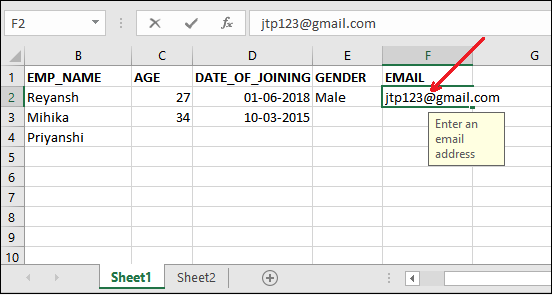 F2 fx jtp123@gmail.com
B C D E F G
1 EMP_NAME AGE DATE_OF_JOINING GENDER EMAIL
2 Reyansh 27 01-06-2018 Male jtp123@gmail.com
3 Mihika 34 10-03-2015
4 Priyanshi
Enter an
email
address
5
6
7
8
9
10
Sheet1 Sheet2